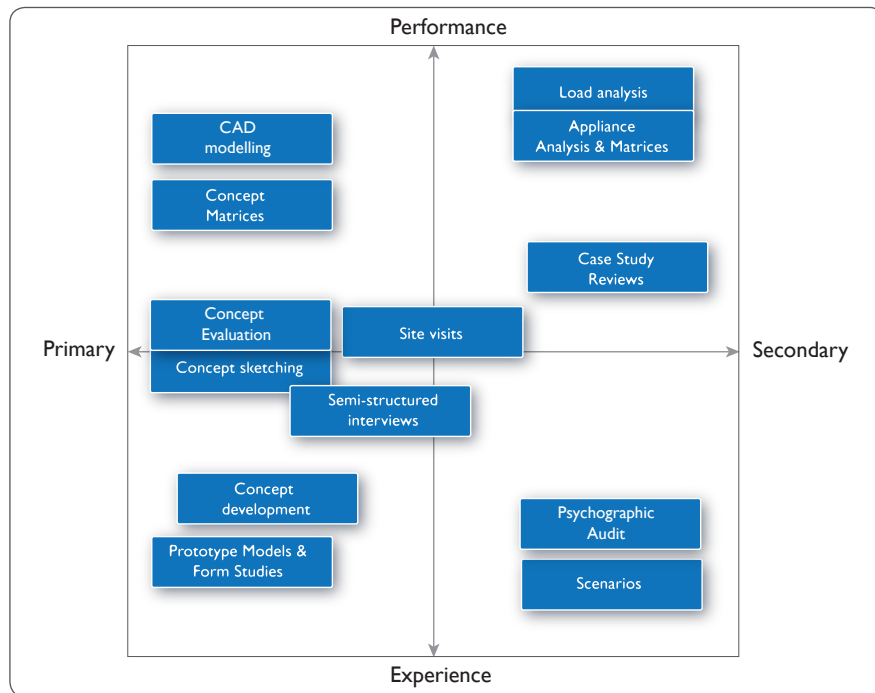 Performance
Load analysis
Appliance
Analysis & Matrices
CAD
modelling
Concept
Matrices
Case Study
Reviews
Concept
Evaluation
Site visits
Primary
Secondary
Concept sketching
Semi-structured
interviews
Concept
development
Psychographic
Audit
Prototype Models &
Form Studies
Scenarios
Experience